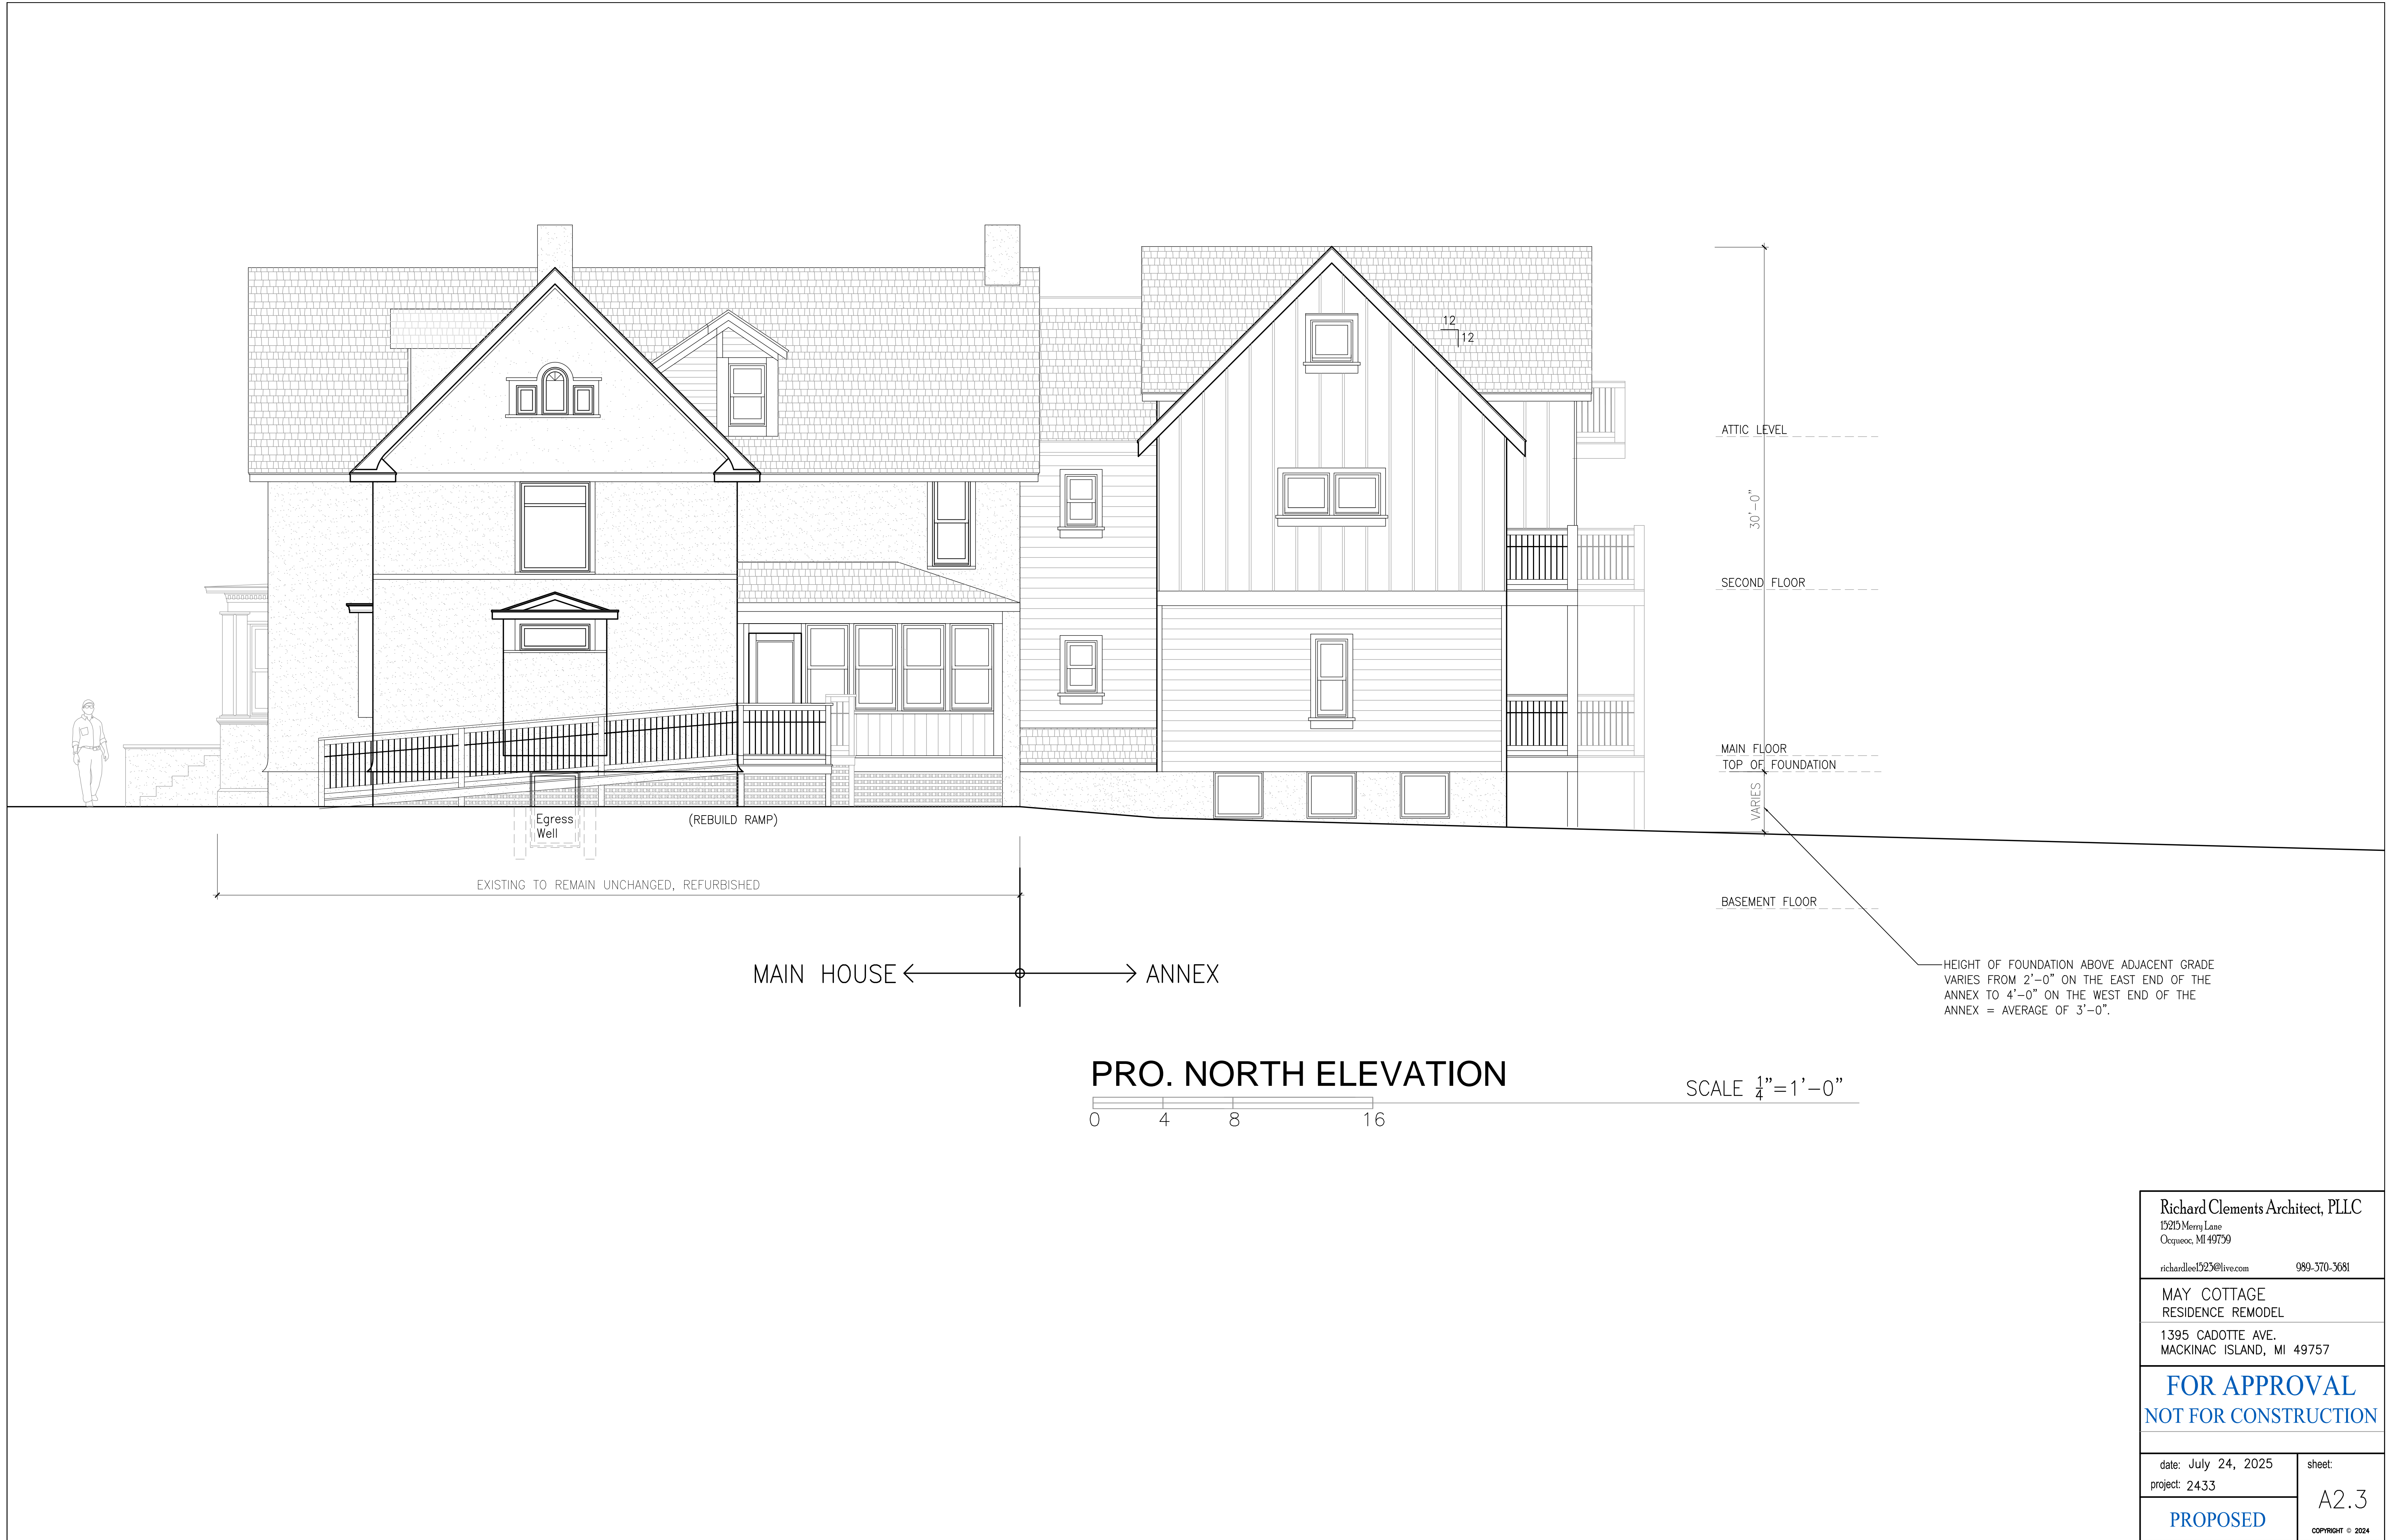 12
12
ATTIC LEVEL
30'-0"
SECOND FLOOR
MAIN FLOOR
TOP OF FOUNDATION
VARIES
Egress
Well
(REBUILD RAMP)
EXISTING TO REMAIN UNCHANGED, REFURBISHED
BASEMENT FLOOR
MAIN HOUSE
ANNEX
HEIGHT OF FOUNDATION ABOVE ADJACENT GRADE
VARIES FROM 2'-0" ON THE EAST END OF THE
ANNEX TO 4'-0" ON THE WEST END OF THE
ANNEX = AVERAGE OF 3'-0".
PRO. NORTH ELEVATION
SCALE 1/4"=1'-0"
0 4 8 16
Richard Clements Architect, PLLC
15215 Merry Lane
Ocqueoc, MI 49759
richardlee1523@live.com 989-370-3681
MAY COTTAGE
RESIDENCE REMODEL
1395 CADOTTE AVE.
MACKINAC ISLAND, MI 49757
FOR APPROVAL
NOT FOR CONSTRUCTION
date: July 24, 2025
project: 2433
PROPOSED
sheet:
A2.3
COPYRIGHT © 2024